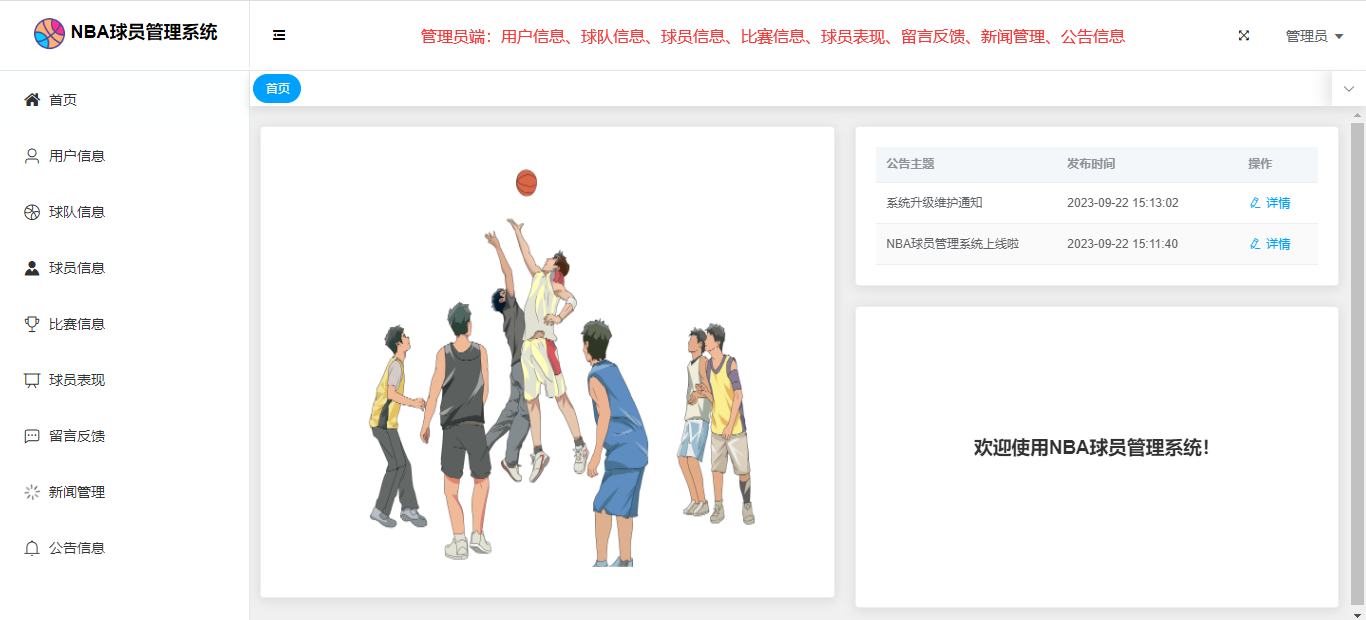 NBA球员管理系统
管理员端：用户信息、球队信息、球员信息、比赛信息、球员表现、留言反馈、新闻管理、公告信息
管理员
首页
用户信息
球队信息
球员信息
比赛信息
球员表现
留言反馈
新闻管理
公告信息
首页
公告主题 发布时间 操作
系统升级维护通知 2023-09-22 15:13:02 详情
NBA球员管理系统上线啦 2023-09-22 15:11:40 详情
欢迎使用NBA球员管理系统！